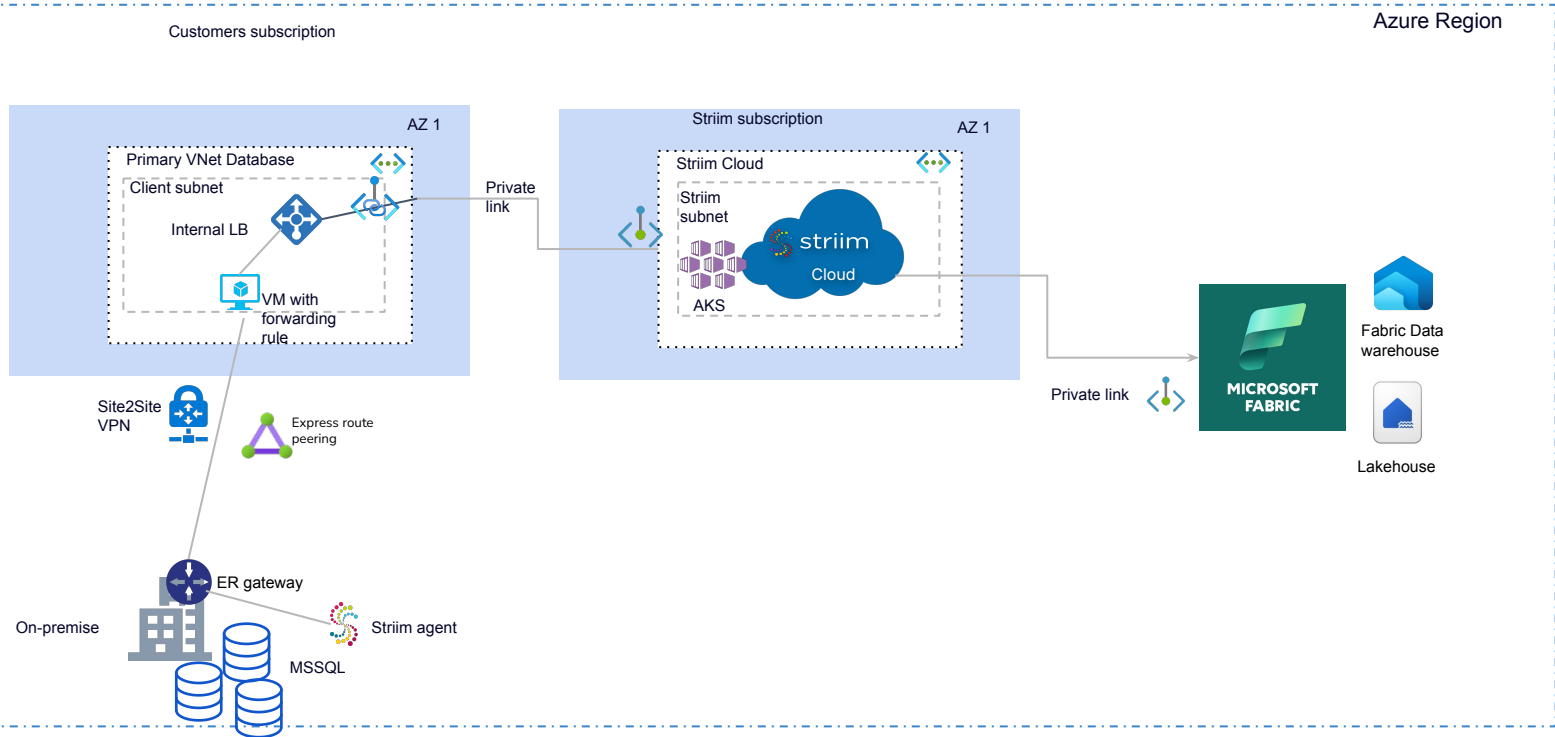 Azure Region
Customers subscription
AZ 1
Primary VNet Database
Client subnet
Internal LB
VM with
forwarding
rule
Private
link
Striim subscription
AZ 1
Striim Cloud
Striim
subnet
striim
Cloud
AKS
Private link
MICROSOFT
FABRIC
Fabric Data
warehouse
Lakehouse
Site2Site
VPN
Express route
peering
ER gateway
On-premise
Striim agent
MSSQL